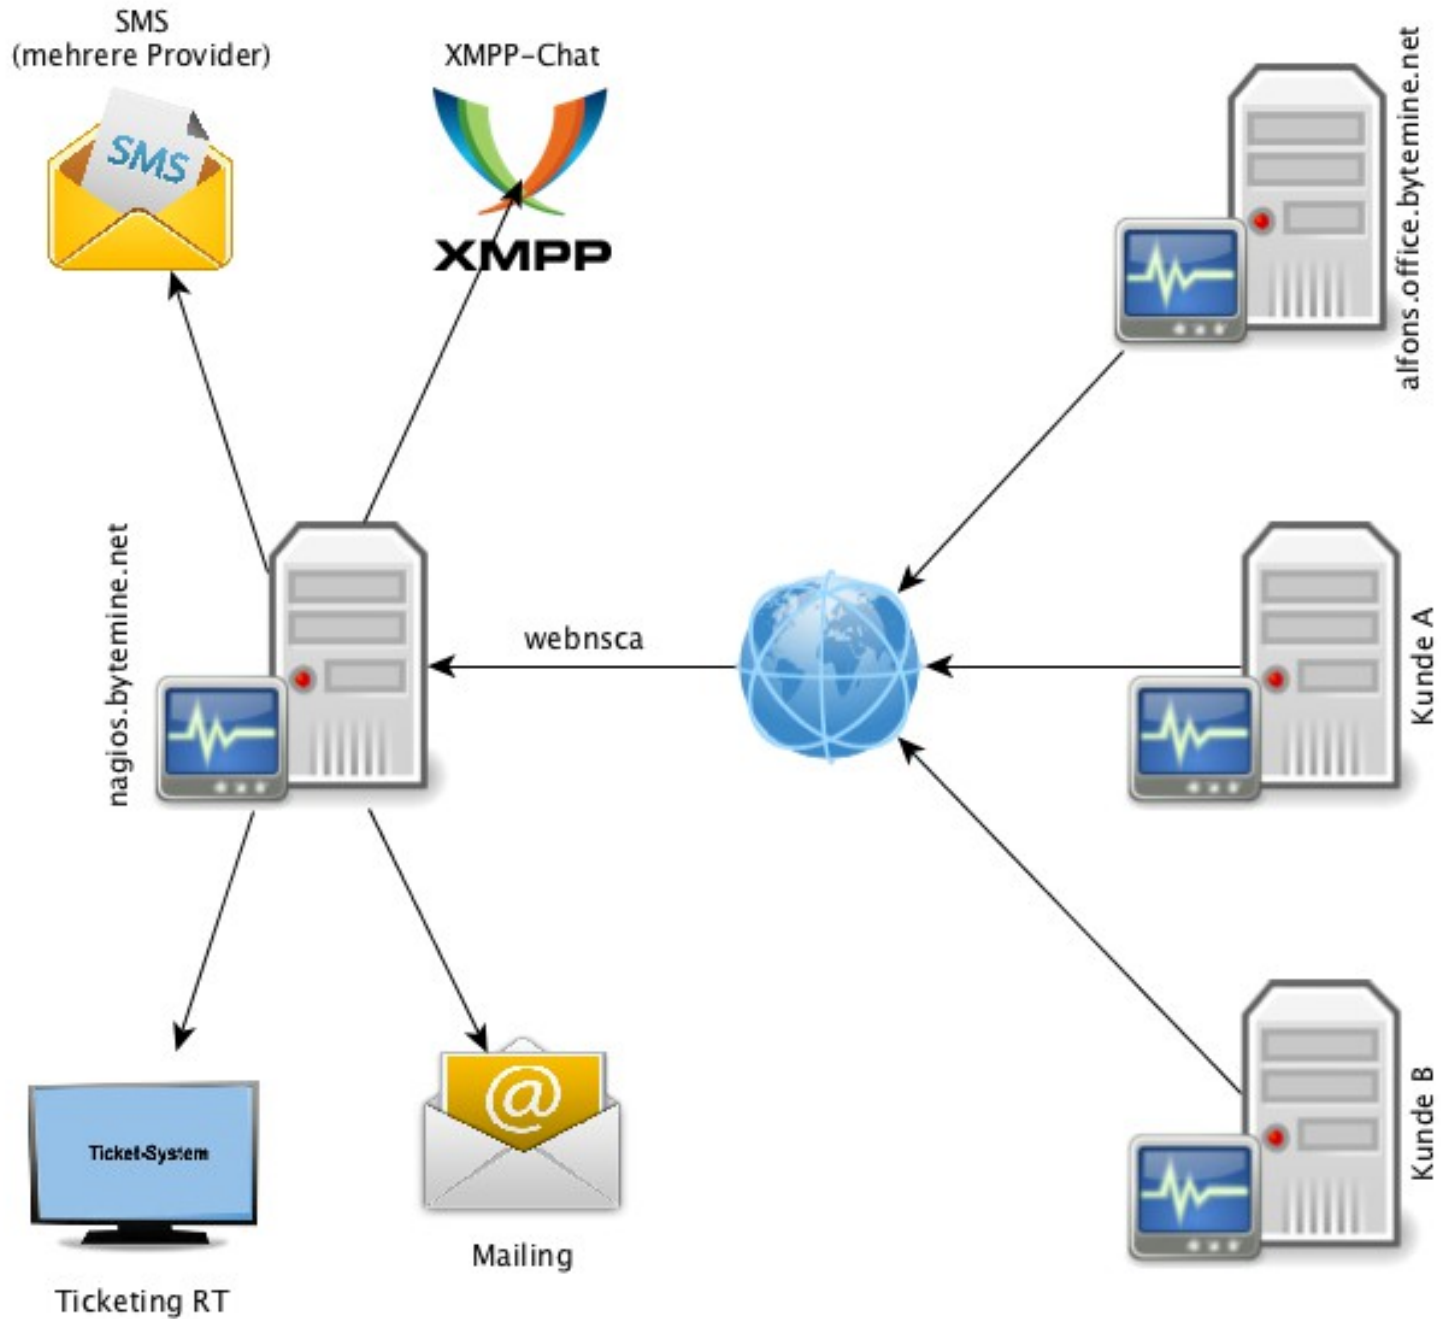 SMS
(mehrere Provider)
SMS
XMPP-Chat
XMPP
alfons.office.bytemine.net
nagios.bytemine.net
webnsca
Kunde A
Kunde B
Ticket-System
Ticketing RT
@
Mailing